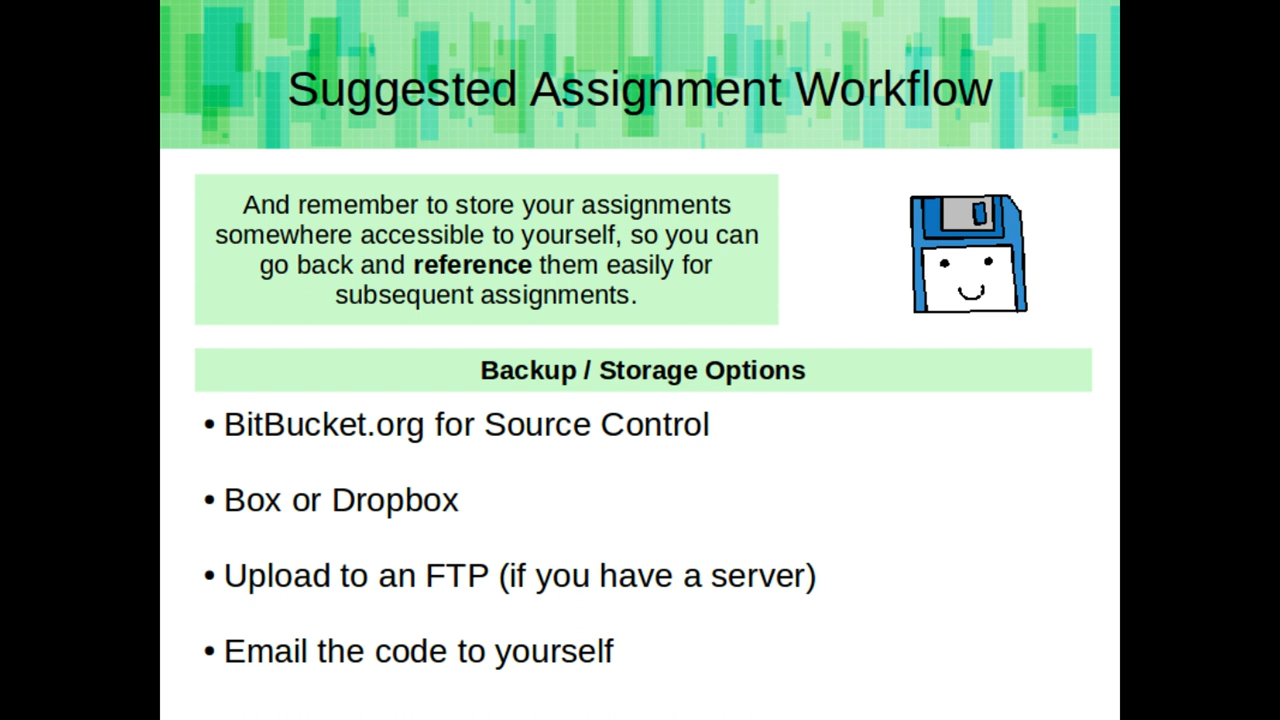 Suggested Assignment Workflow
And remember to store your assignments
somewhere accessible to yourself, so you can
go back and reference them easily for
subsequent assignments.
Backup / Storage Options
• BitBucket.org for Source Control
• Box or Dropbox
• Upload to an FTP (if you have a server)
• Email the code to yourself